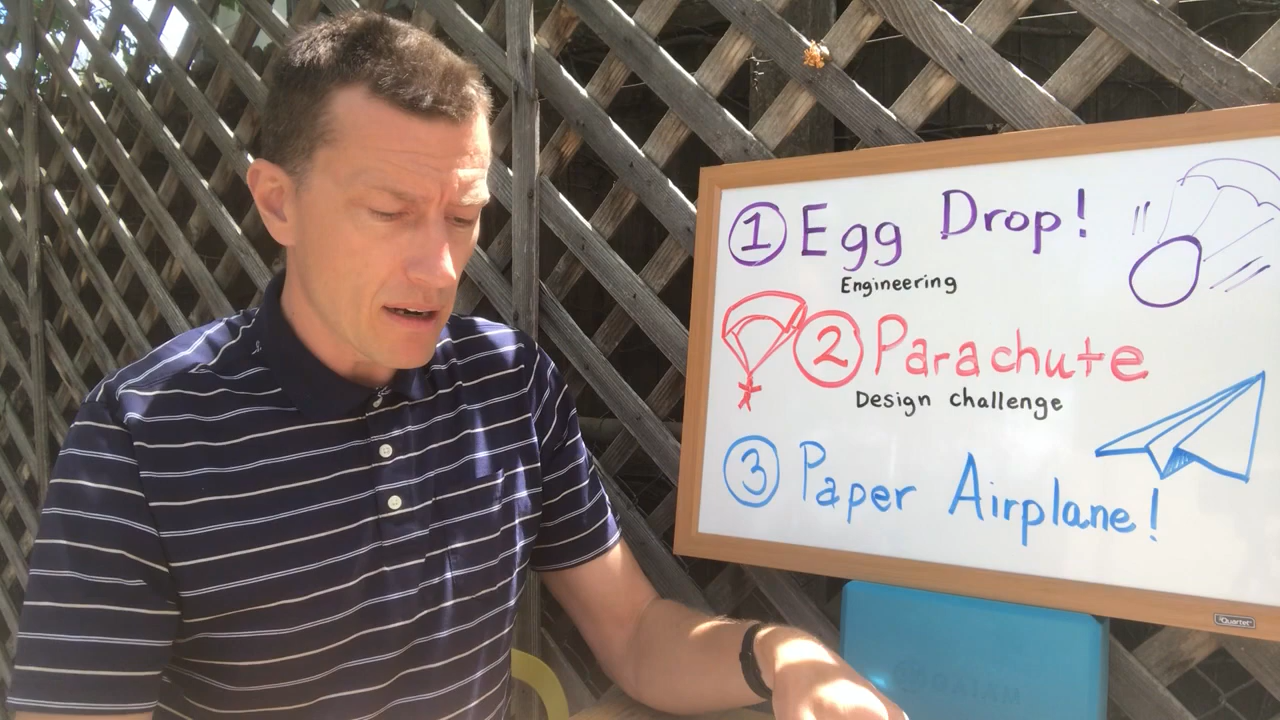 1 Egg Drop!
Engineering
2 Parachute
Design challenge
3 Paper Airplane!
Quartet